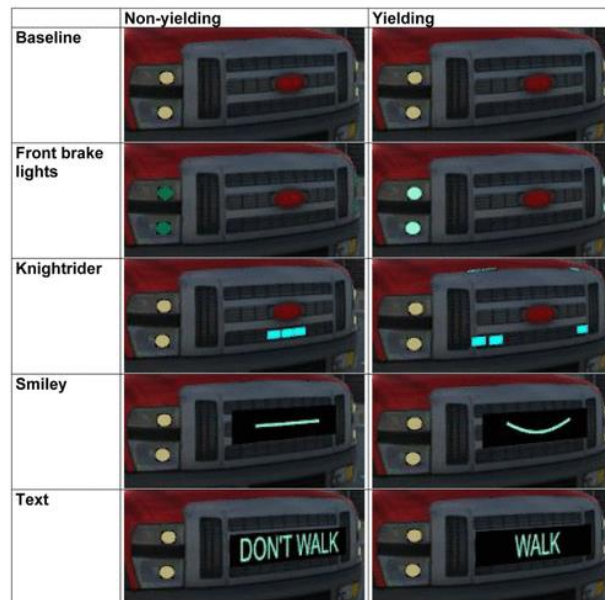 Non-yielding Yielding
Baseline
Front brake
lights
Knightrider
Smiley
Text
DON'T WALK WALK